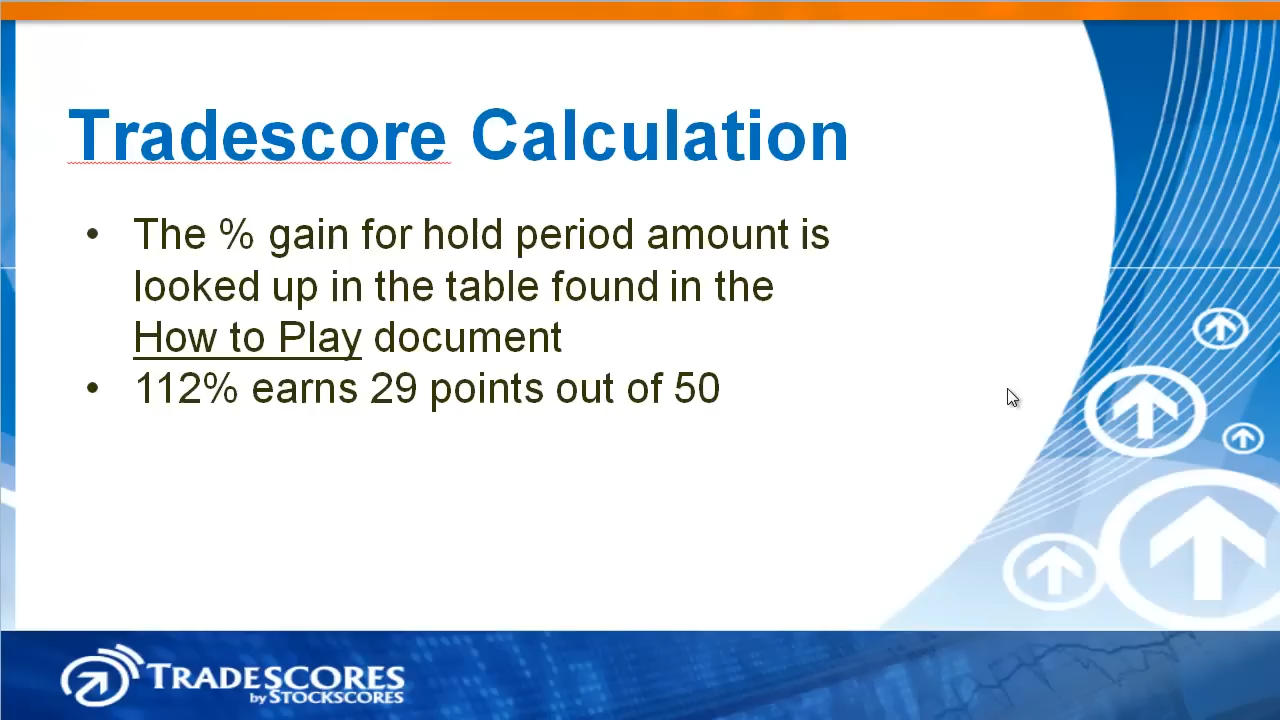 Tradescore Calculation
• The % gain for hold period amount is
looked up in the table found in the
How to Play document
• 112% earns 29 points out of 50
TRADESCORES
by STOCKSCORES